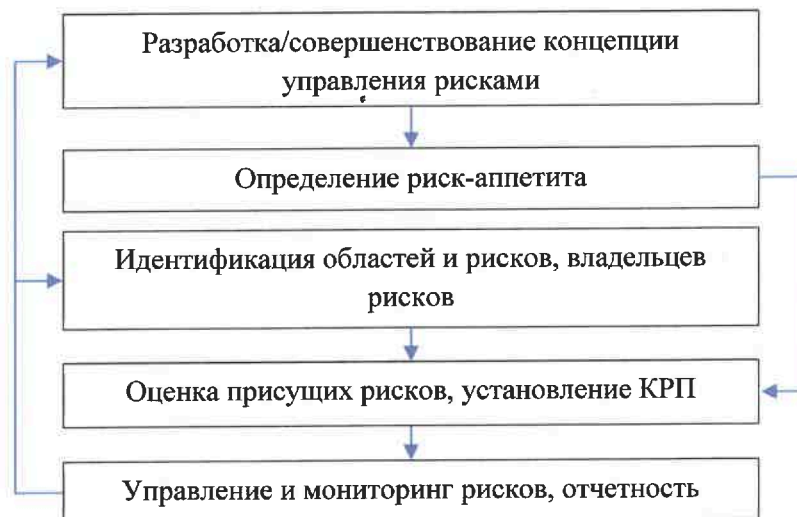 Разработка/совершенствование концепции
управления рисками
Определение риск-аппетита
Идентификация областей и рисков, владельцев
рисков
Оценка присущих рисков, установление КРП
Управление и мониторинг рисков, отчетность